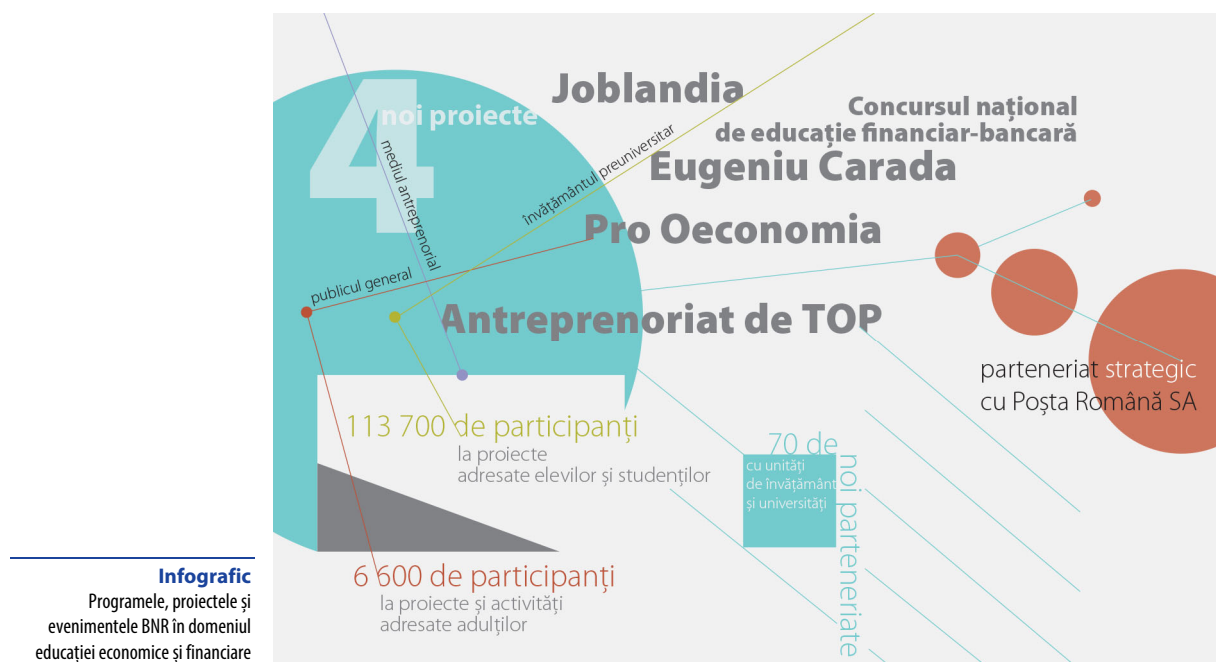 4
noi proiecte
Joblandia
Concursul național
de educație financiar-bancară
Eugeniu Carada
Pro Oeconomia
Antreprenoriat de TOP
mediul antreprenorial
învățământul preuniversitar
publicul general
parteneriat strategic
cu Poșta Română SA
113 700 de participanți
la proiecte
adresate elevilor și studenților
70 de
noi parteneriate
cu unități
de învățământ
și universități
6 600 de participanți
la proiecte și activități
adresate adulților
Infografic
Programele, proiectele și
evenimentele BNR în domeniul
educației economice și financiare